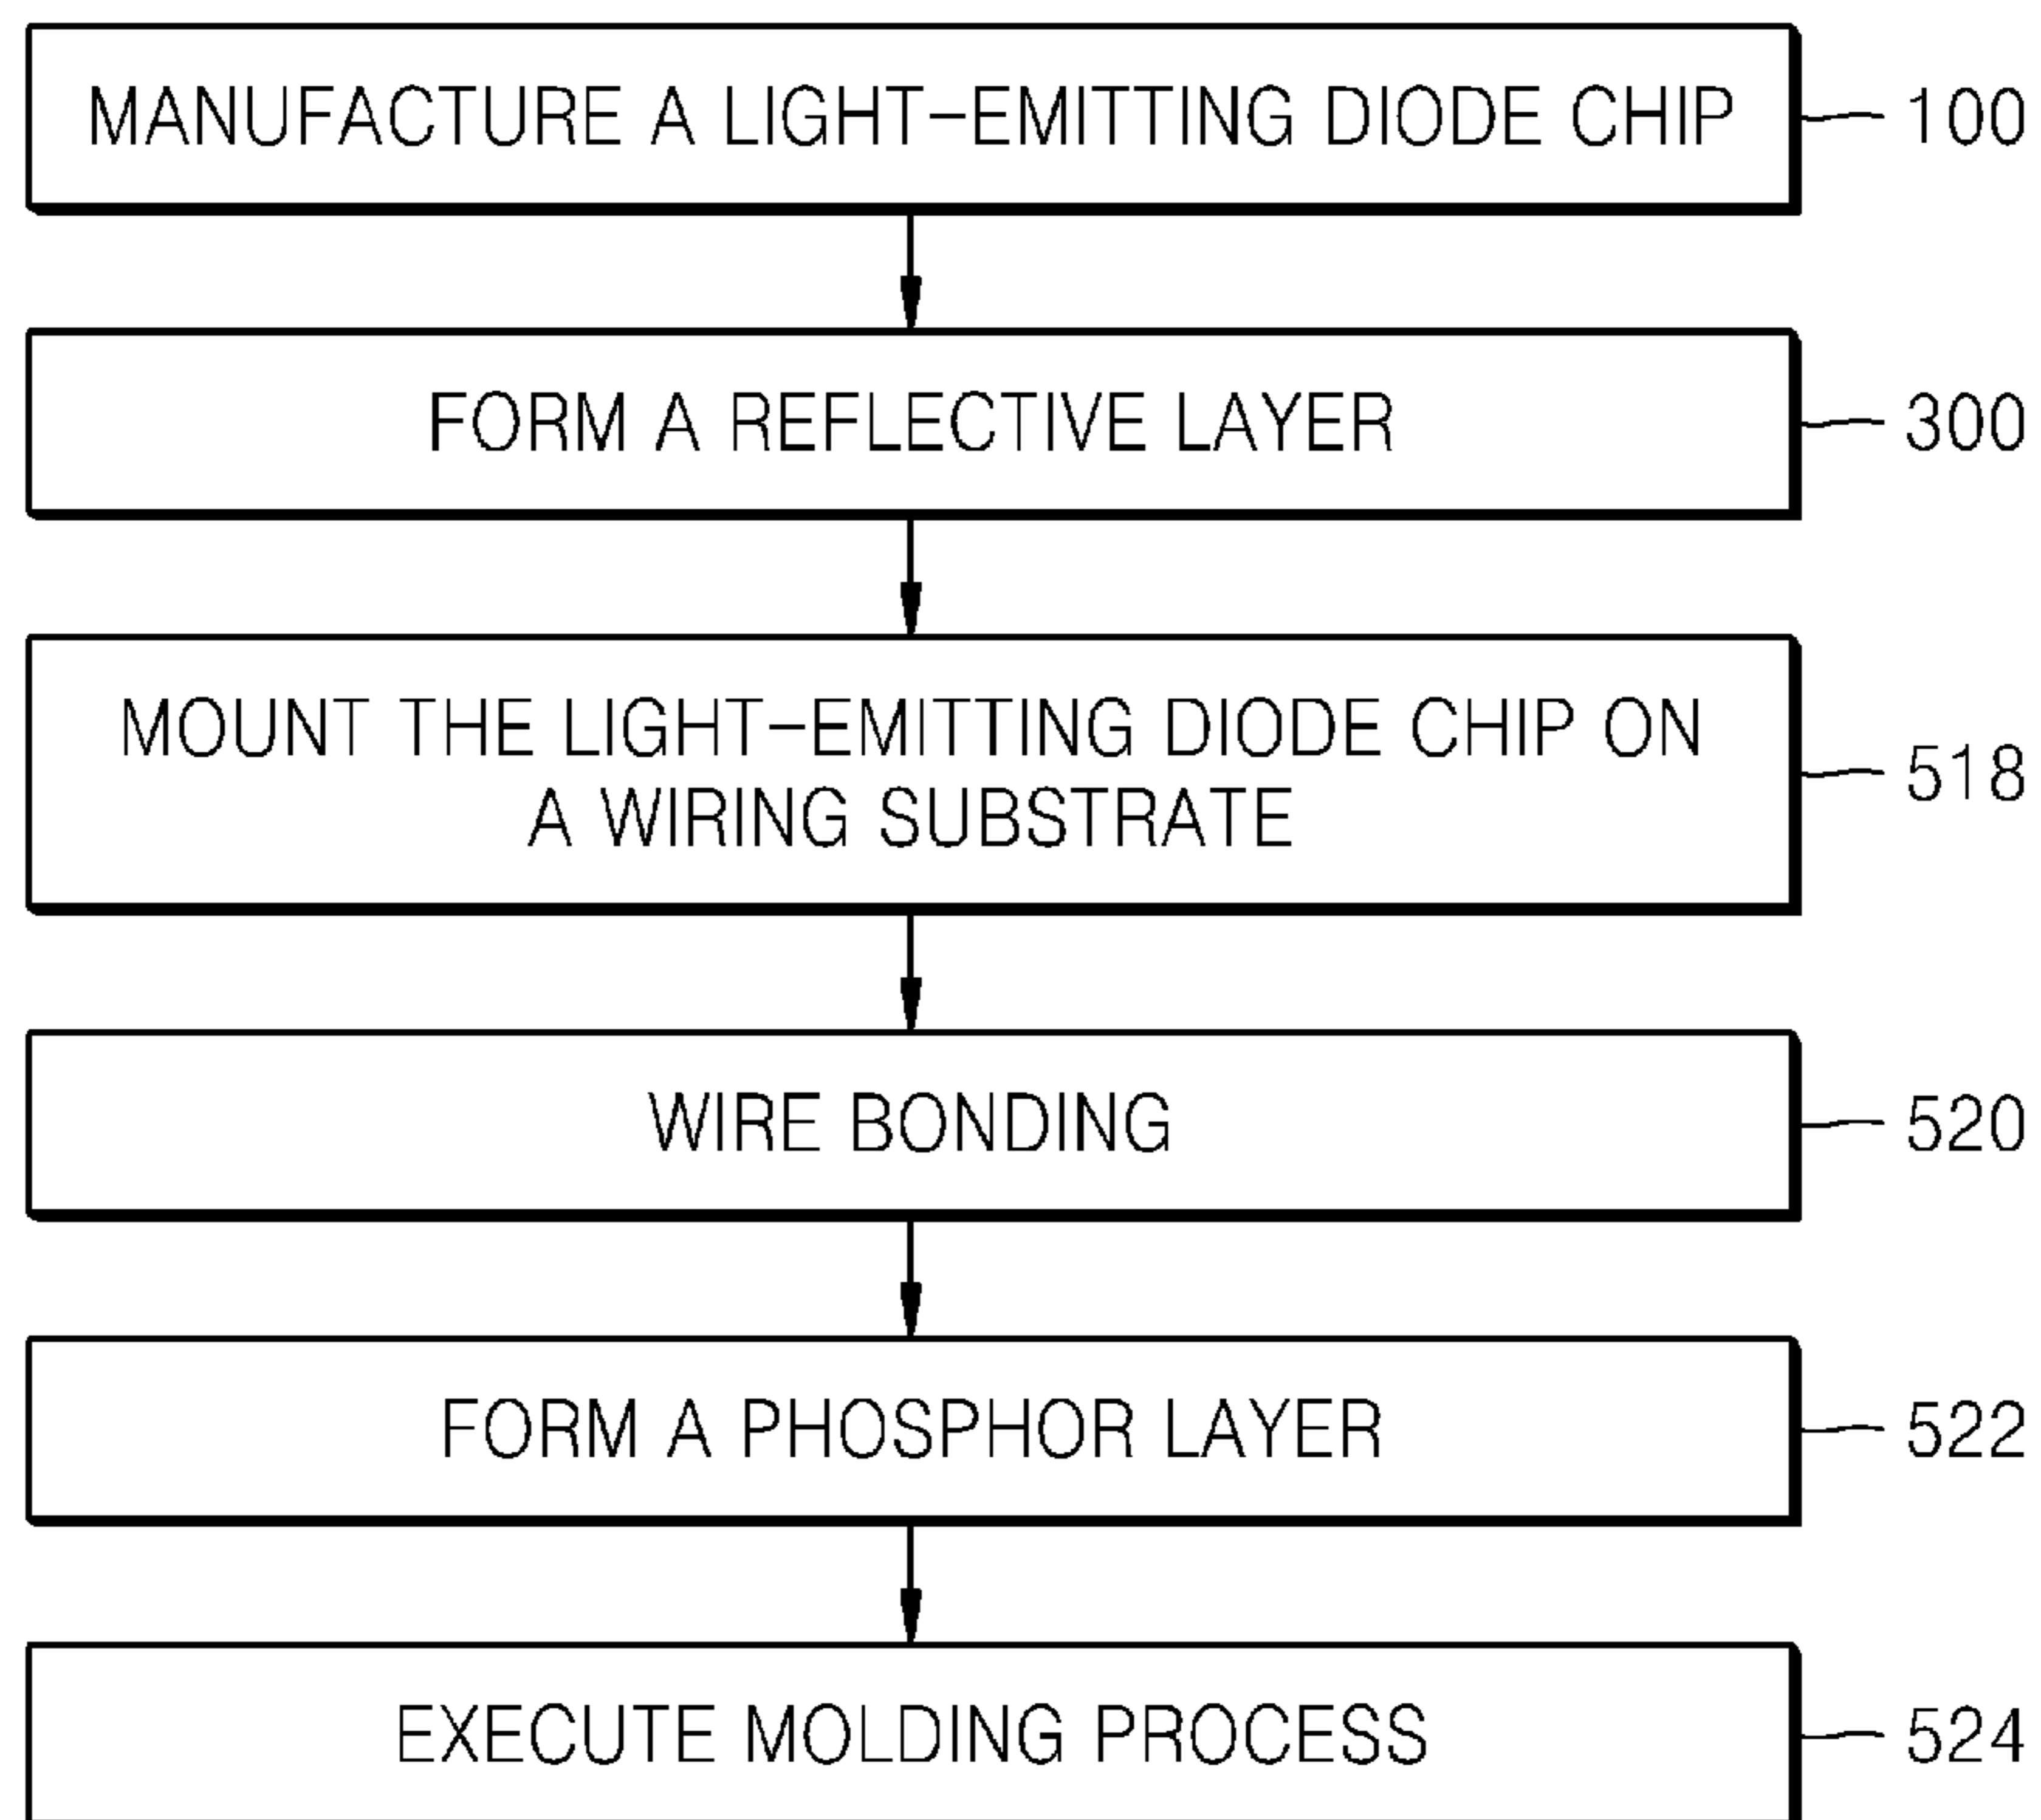 MANUFACTURE A LIGHT-EMITTING DIODE CHIP 100
FORM A REFLECTIVE LAYER 300
MOUNT THE LIGHT-EMITTING DIODE CHIP ON
A WIRING SUBSTRATE
518
WIRE BONDING 520
FORM A PHOSPHOR LAYER 522
EXECUTE MOLDING PROCESS 524